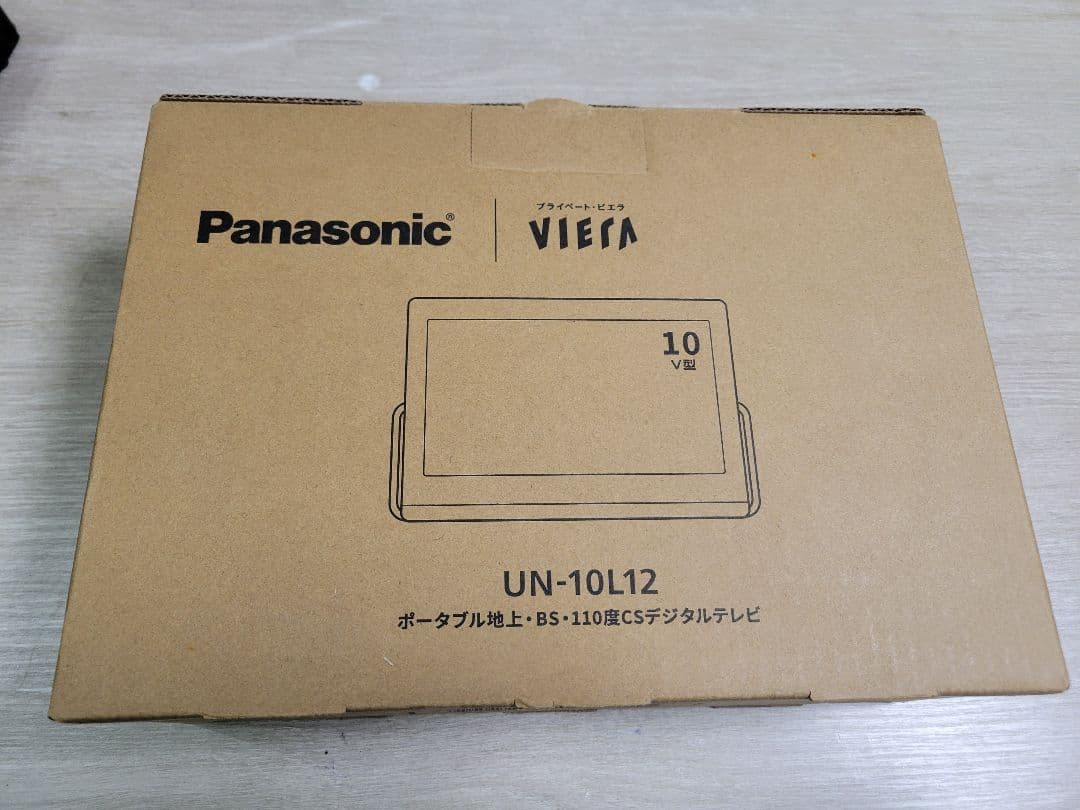 Panasonic®
プライベート・ビエラ
VIERA
10
V型
UN-10L12
ポータブル地上・BS・110度CSデジタルテレビ